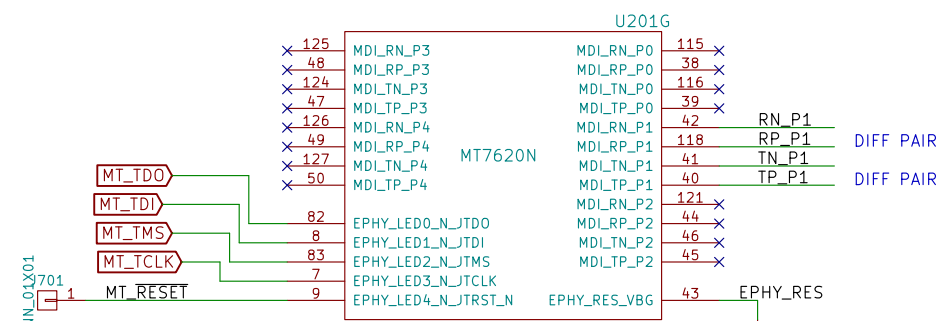 U201G
125 MDI_RN_P3 MDI_RN_P0 115
48 MDI_RP_P3 MDI_RP_P0 38
124 MDI_TN_P3 MDI_TN_P0 116
47 MDI_TP_P3 MDI_TP_P0 39
126 MDI_RN_P4 MDI_RN_P1 42 RN_P1
49 MDI_RP_P4 MDI_RP_P1 118 RP_P1 DIFF PAIR
MT7620N
127 MDI_TN_P4 MDI_TN_P1 41 TN_P1
50 MDI_TP_P4 MDI_TP_P1 40 TP_P1 DIFF PAIR
MDI_RN_P2 121
MT_TDO 82 EPHY_LED0_N_JTDO MDI_RP_P2 44
MT_TDI 8 EPHY_LED1_N_JTDI MDI_TN_P2 46
MT_TMS 83 EPHY_LED2_N_JTMS MDI_TP_P2 45
MT_TCLK 7 EPHY_LED3_N_JTCLK
J701 1 MT_RESET 9 EPHY_LED4_N_JTRST_N EPHY_RES_VBG 43 EPHY_RES
NN_01X01